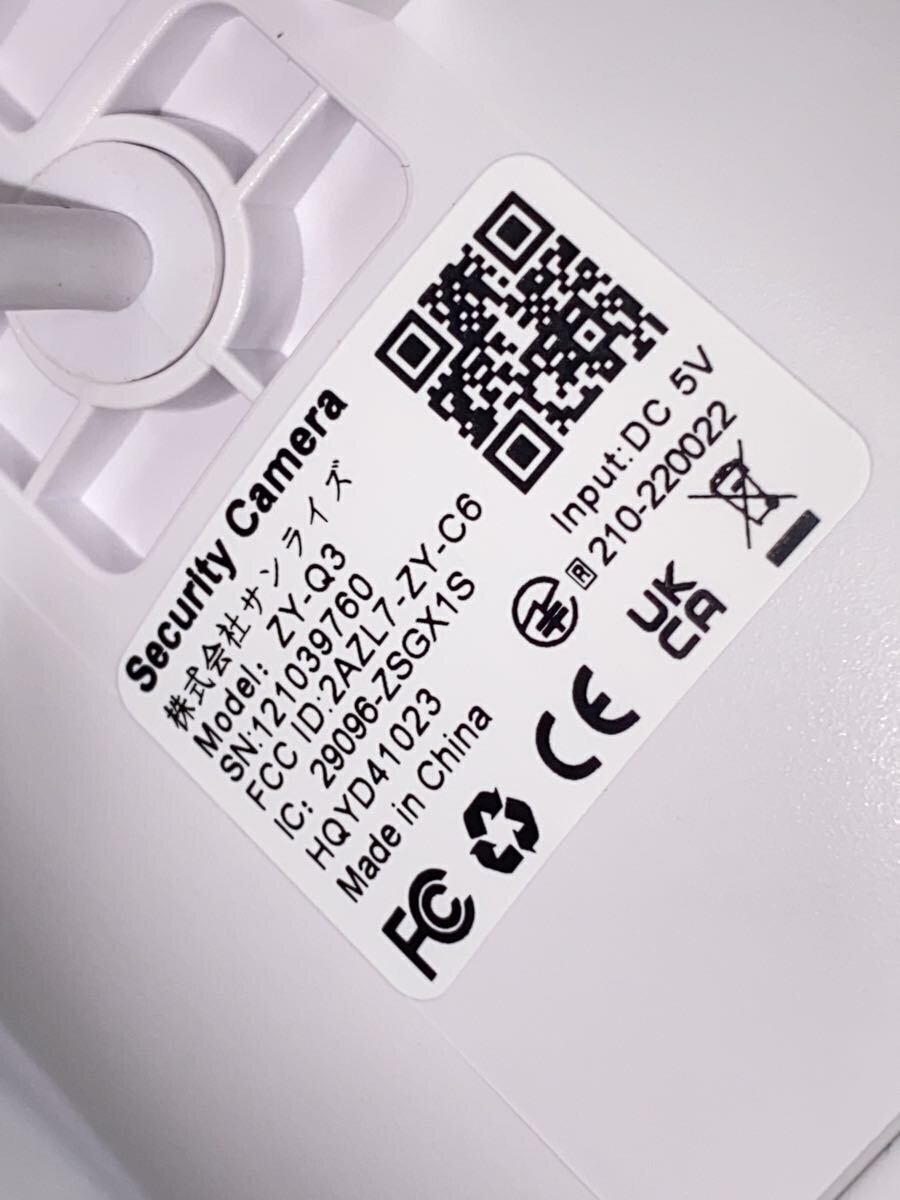 Security Camera
株式会社サンライズ
Model: ZY-Q3
SN:121039760
FCC ID:2AZL7-ZY-C6
IC: 29096-ZSGX1S
HQYD41023
Made in China
Input:DC 5V
R 210-220022
FC CE UK CA